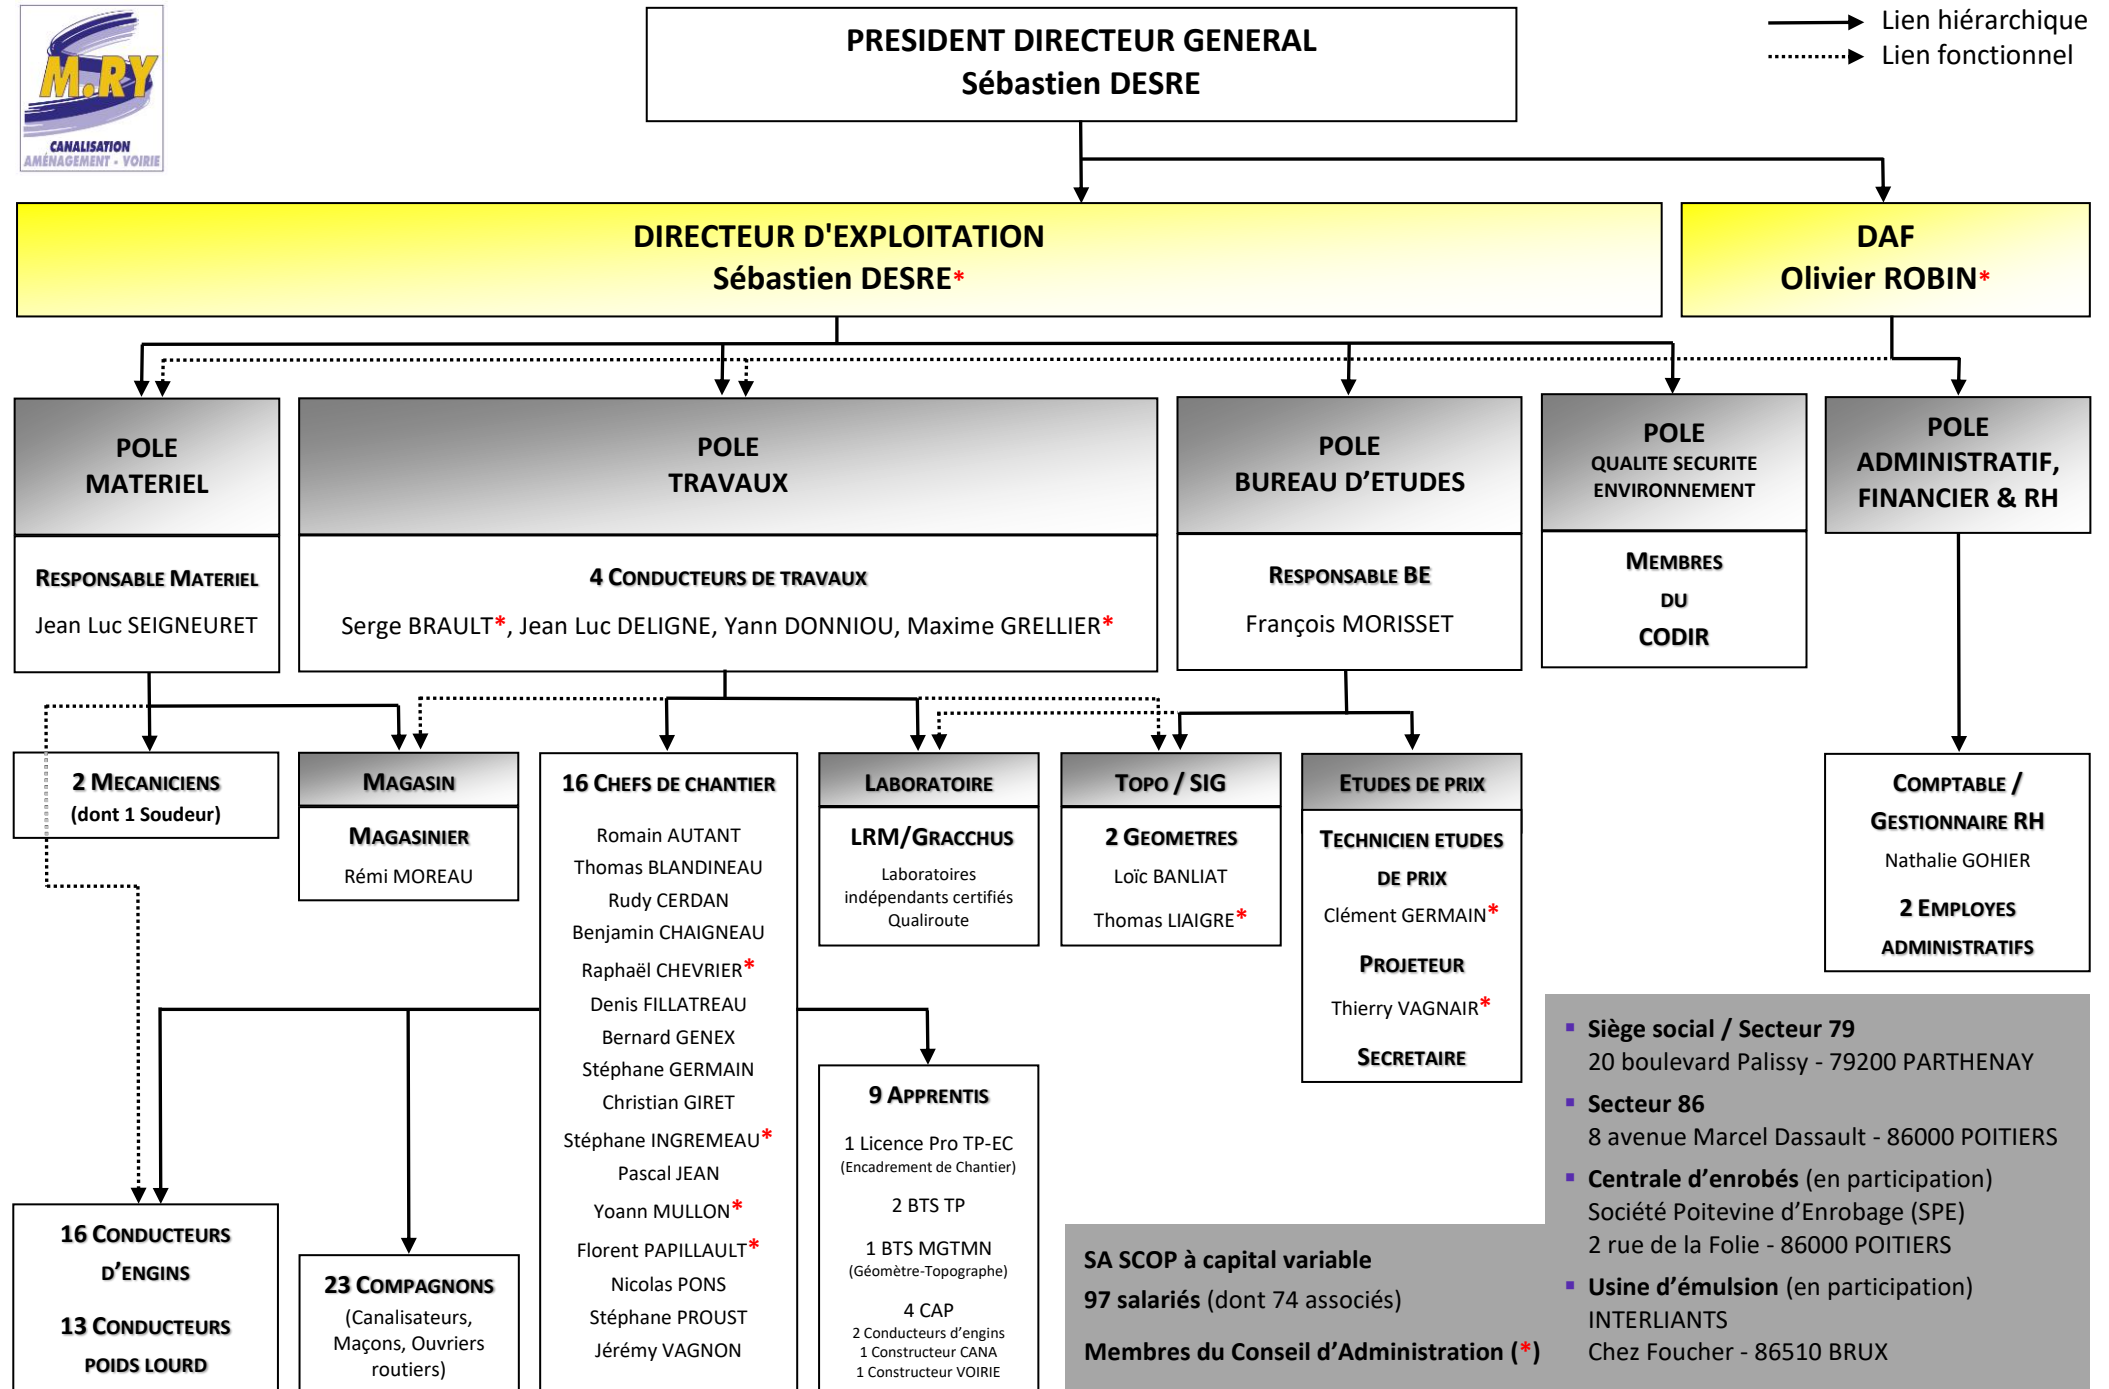 M.RY
CANALISATION
AMÉNAGEMENT - VOIRIE
PRESIDENT DIRECTEUR GENERAL
Sébastien DESRE
Lien hiérarchique
Lien fonctionnel
DIRECTEUR D'EXPLOITATION
Sébastien DESRE*
DAF
Olivier ROBIN*
POLE
MATERIEL
RESPONSABLE MATERIEL
Jean Luc SEIGNEURET
POLE
TRAVAUX
4 CONDUCTEURS DE TRAVAUX
Serge BRAULT*, Jean Luc DELIGNE, Yann DONNIOU, Maxime GRELLIER*
POLE
BUREAU D’ETUDES
RESPONSABLE BE
François MORISSET
POLE
QUALITE SECURITE
ENVIRONNEMENT
MEMBRES
DU
CODIR
POLE
ADMINISTRATIF,
FINANCIER & RH
2 MECANICIENS
(dont 1 Soudeur)
MAGASIN
MAGASINIER
Rémi MOREAU
16 CHEFS DE CHANTIER
Romain AUTANT
Thomas BLANDINEAU
Rudy CERDAN
Benjamin CHAIGNEAU
Raphaël CHEVRIER*
Denis FILLATREAU
Bernard GENEX
Stéphane GERMAIN
Christian GIRET
Stéphane INGREMEAU*
Pascal JEAN
Yoann MULLON*
Florent PAPILLAULT*
Nicolas PONS
Stéphane PROUST
Jérémy VAGNON
LABORATOIRE
LRM/GRACCHUS
Laboratoires
indépendants certifiés
Qualiroute
TOPO / SIG
2 GEOMETRES
Loïc BANLIAT
Thomas LIAIGRE*
ETUDES DE PRIX
TECHNICIEN ETUDES
DE PRIX
Clément GERMAIN*
PROJETEUR
Thierry VAGNAIR*
SECRETAIRE
COMPTABLE /
GESTIONNAIRE RH
Nathalie GOHIER
2 EMPLOYES
ADMINISTRATIFS
16 CONDUCTEURS
D’ENGINS
13 CONDUCTEURS
POIDS LOURD
23 COMPAGNONS
(Canalisateurs,
Maçons, Ouvriers
routiers)
9 APPRENTIS
1 Licence Pro TP-EC
(Encadrement de Chantier)
2 BTS TP
1 BTS MGTMN
(Géomètre-Topographe)
4 CAP
2 Conducteurs d’engins
1 Constructeur CANA
1 Constructeur VOIRIE
SA SCOP à capital variable
97 salariés (dont 74 associés)
Membres du Conseil d’Administration (*)
▪ Siège social / Secteur 79
20 boulevard Palissy - 79200 PARTHENAY
▪ Secteur 86
8 avenue Marcel Dassault - 86000 POITIERS
▪ Centrale d’enrobés (en participation)
Société Poitevine d’Enrobage (SPE)
2 rue de la Folie - 86000 POITIERS
▪ Usine d’émulsion (en participation)
INTERLIANTS
Chez Foucher - 86510 BRUX